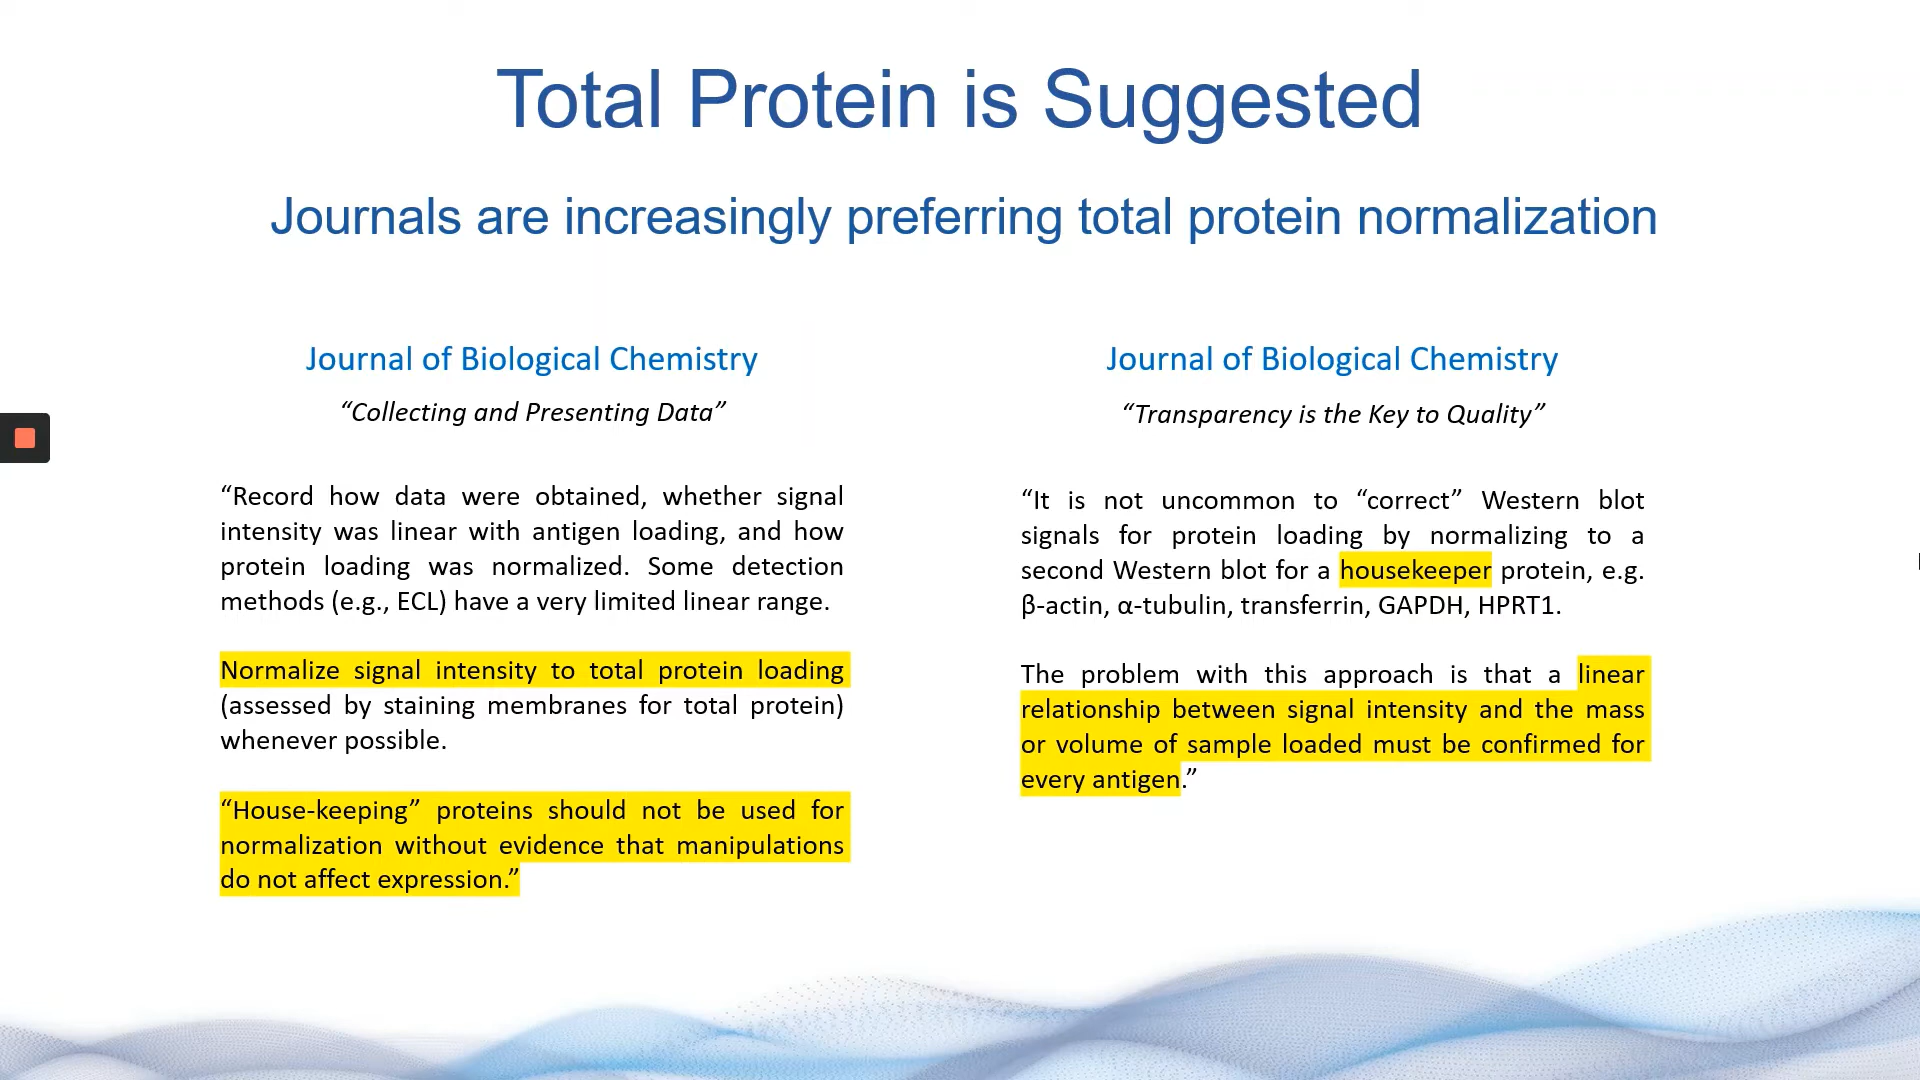 Total Protein is Suggested
Journals are increasingly preferring total protein normalization
Journal of Biological Chemistry
“Collecting and Presenting Data”
“Record how data were obtained, whether signal
intensity was linear with antigen loading, and how
protein loading was normalized. Some detection
methods (e.g., ECL) have a very limited linear range.
Normalize signal intensity to total protein loading
(assessed by staining membranes for total protein)
whenever possible.
“House-keeping” proteins should not be used for
normalization without evidence that manipulations
do not affect expression.”
Journal of Biological Chemistry
“Transparency is the Key to Quality”
“It is not uncommon to “correct” Western blot
signals for protein loading by normalizing to a
second Western blot for a housekeeper protein, e.g.
β-actin, α-tubulin, transferrin, GAPDH, HPRT1.
The problem with this approach is that a linear
relationship between signal intensity and the mass
or volume of sample loaded must be confirmed for
every antigen.”